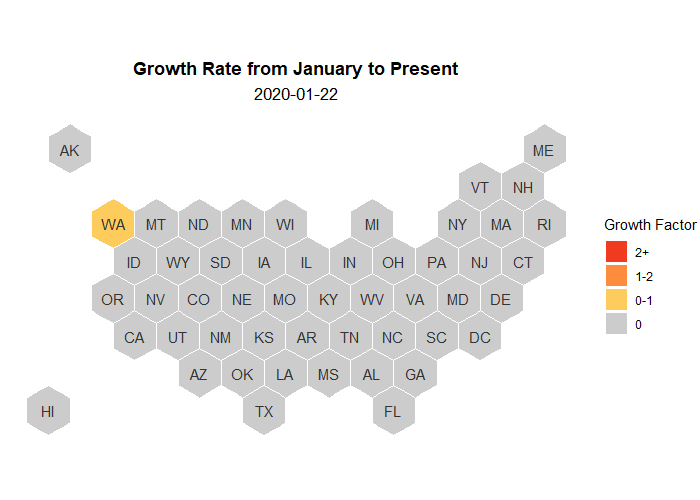 Growth Rate from January to Present
2020-01-22
AK ME
VT NH
WA MT ND MN WI MI NY MA RI
ID WY SD IA IL IN OH PA NJ CT
OR NV CO NE MO KY WV VA MD DE
CA UT NM KS AR TN NC SC DC
AZ OK LA MS AL GA
HI TX FL
Growth Factor
2+
1-2
0-1
0